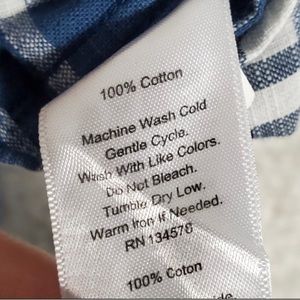 100% Cotton
Machine Wash Cold
Gentle Cycle.
Wash With Like Colors.
Do Not Bleach.
Tumble Dry Low.
Warm Iron If Needed.
RN 134576
100% Coton